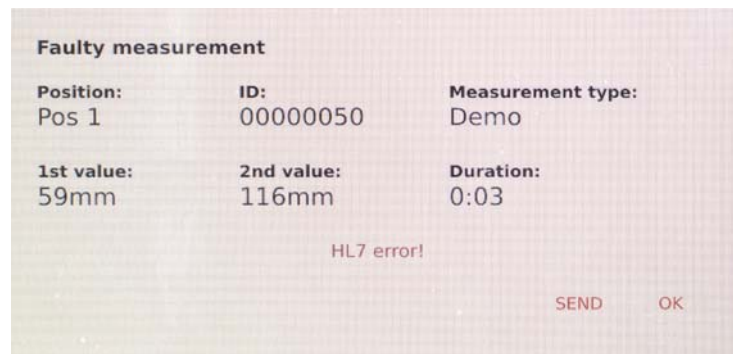 Faulty measurement
Position: ID: Measurement type:
Pos 1 00000050 Demo
1st value: 2nd value: Duration:
59mm 116mm 0:03
HL7 error!
SEND OK